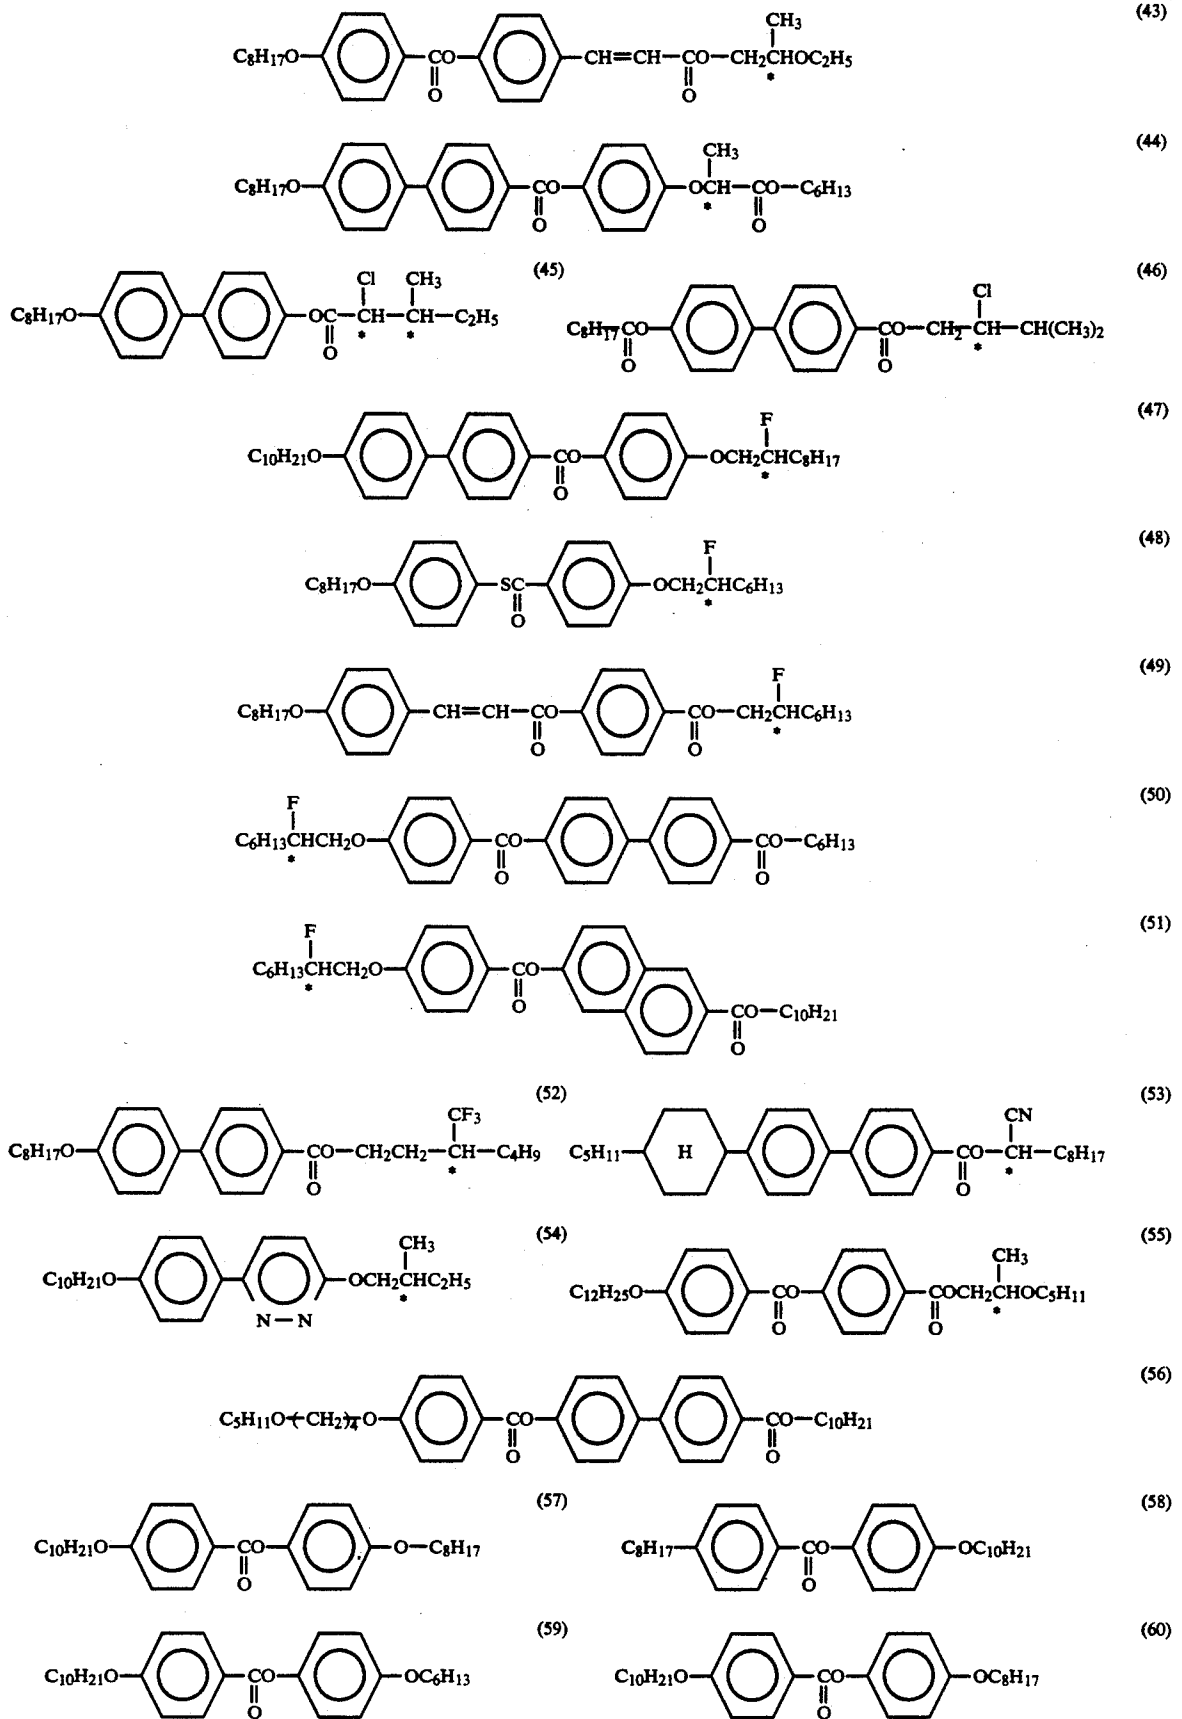 (43)
CH3
C8H17O CO CH=CH CO CH2CHOC2H5
O O *
(44)
CH3
C8H17O CO OCH CO C6H13
O * O
(45)
Cl CH3
C8H17O OC CH CH C2H5
O * *
(46)
Cl
C8H17CO CO CH2 CH CH(CH3)2
O O *
(47)
F
C10H21O CO OCH2CHC8H17
O *
(48)
F
C8H17O SC OCH2CHC6H13
O *
(49)
F
C8H17O CH=CH CO CO CH2CHC6H13
O O *
(50)
F
C6H13CHCH2O CO CO C6H13
* O O
(51)
F
C6H13CHCH2O CO
* O
CO C10H21
O
(52)
CF3
C8H17O CO CH2CH2 CH C4H9
O *
(53)
CN
C5H11 H CO CH C8H17
O *
(54)
CH3
C10H21O OCH2CHC2H5
N—N *
(55)
CH3
C12H25O CO COCH2CHOC5H11
O O *
(56)
C5H11O(CH2)4O CO CO C10H21
O O
(57)
C10H21O CO O C8H17
O
(58)
C8H17 CO OC10H21
O
(59)
C10H21O CO OC6H13
O
(60)
C10H21O CO OC8H17
O